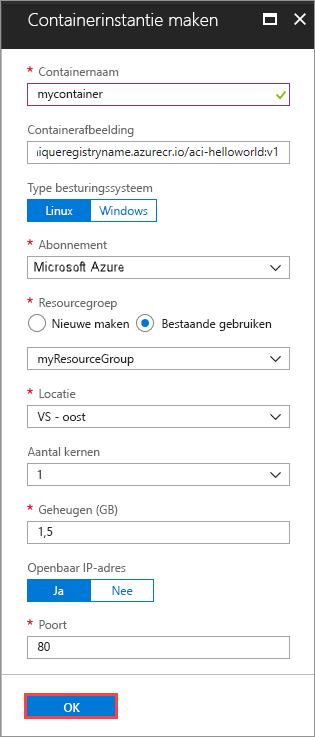 Containerinstantie maken
* Containernaam
mycontainer
Containerafbeelding
iqueregistryname.azurecr.io/aci-helloworld:v1
Type besturingssysteem
Linux Windows
* Abonnement
Microsoft Azure
* Resourcegroep
Nieuwe maken Bestaande gebruiken
myResourceGroup
* Locatie
VS - oost
Aantal kernen
1
* Geheugen (GB)
1,5
Openbaar IP-adres
Ja Nee
* Poort
80
OK